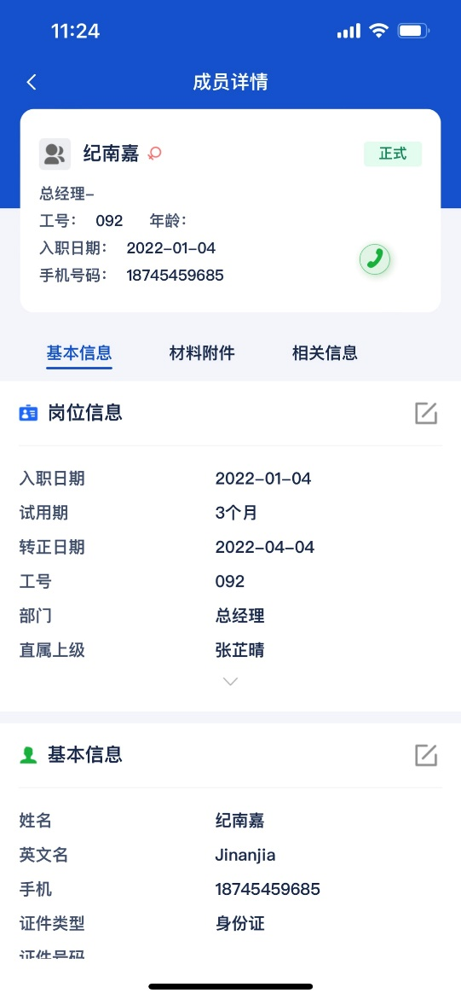 11:24
成员详情
纪南嘉
正式
总经理-
工号： 092 年龄：
入职日期： 2022-01-04
手机号码： 18745459685
基本信息 材料附件 相关信息
岗位信息
入职日期 2022-01-04
试用期 3个月
转正日期 2022-04-04
工号 092
部门 总经理
直属上级 张芷晴
基本信息
姓名 纪南嘉
英文名 Jinanjia
手机 18745459685
证件类型 身份证
证件号码